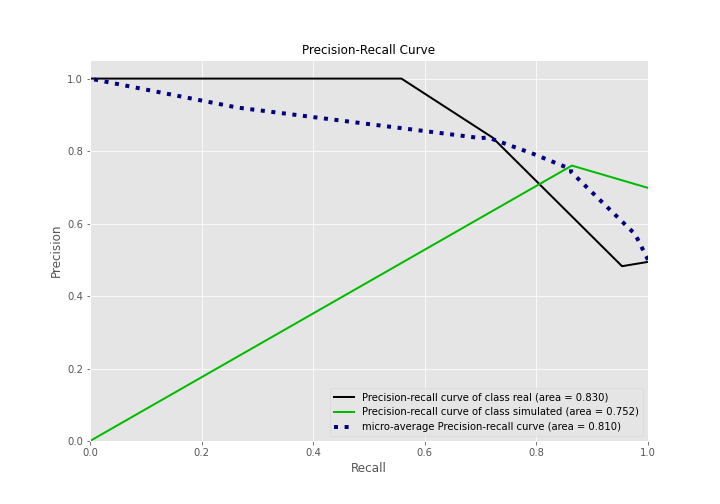 Precision-Recall Curve
1.0
0.8
0.6
0.4
0.2
0.0
Precision
0.0 0.2 0.4 0.6 0.8 1.0
Recall
Precision-recall curve of class real (area = 0.830)
Precision-recall curve of class simulated (area = 0.752)
micro-average Precision-recall curve (area = 0.810)